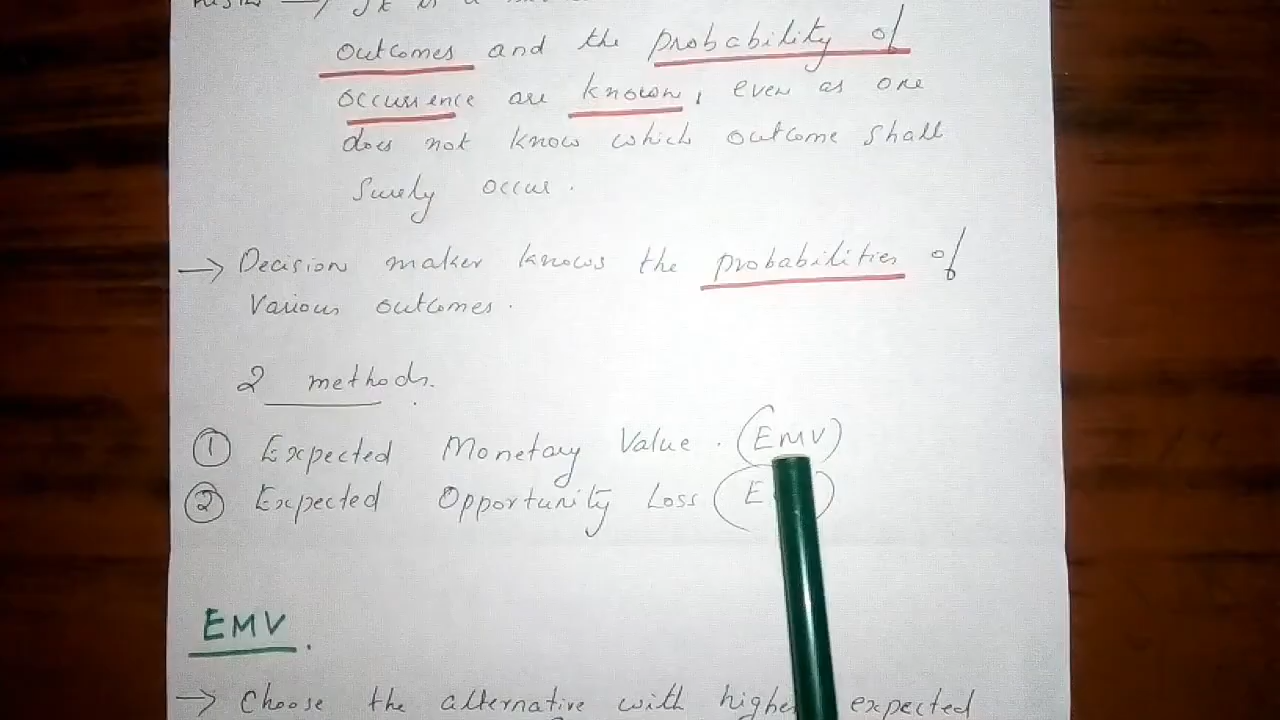 outcomes and the probability of
occurrence are known, even as one
does not know which outcome shall
surely occur.
→ Decision maker knows the probabilities of
various outcomes.
2 methods.
① Expected Monetary Value. (EMV)
② Expected Opportunity Loss (E
EMV.
→ Choose the alternative with expected